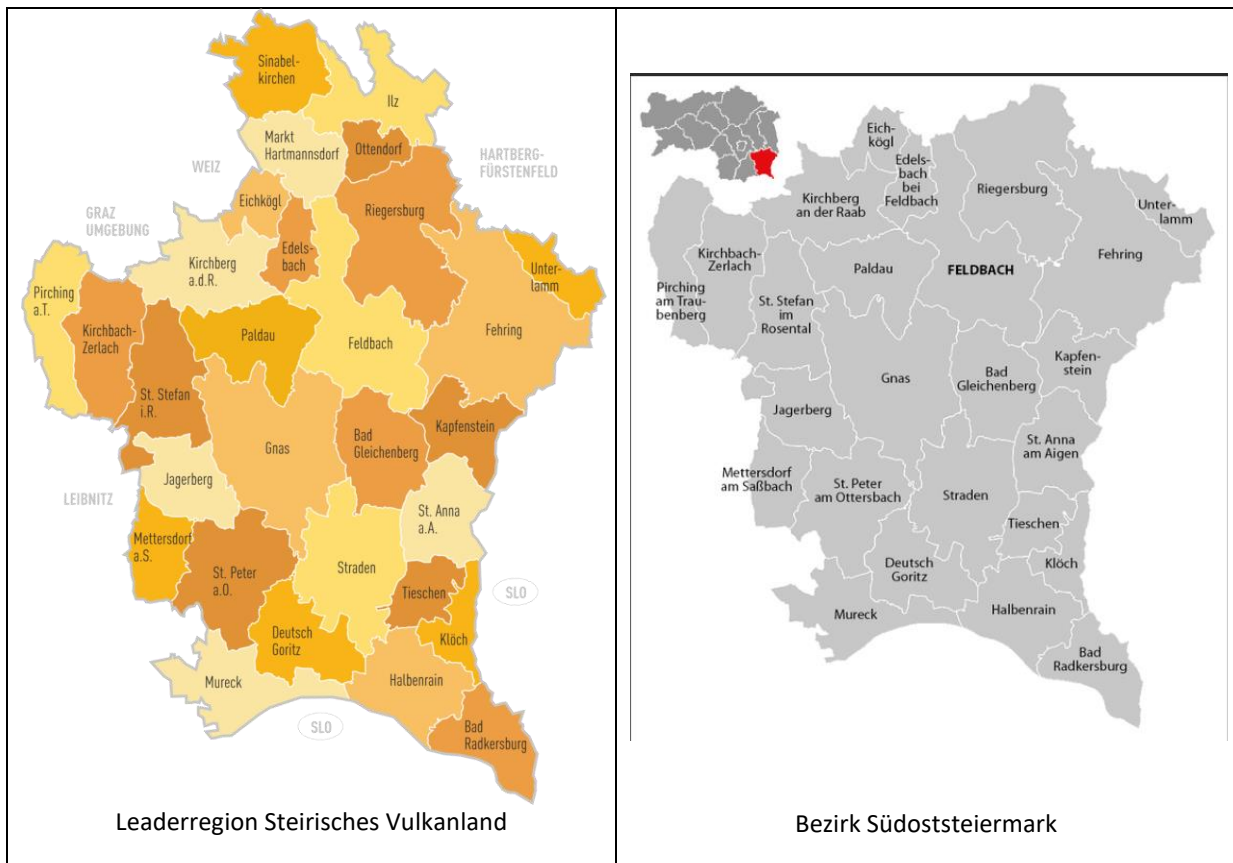 Sinabel-
kirchen
Ilz
Markt
Hartmannsdorf
Ottendorf
WEIZ
HARTBERG-
FÜRSTENFELD
Eichkögl
Riegersburg
GRAZ
UMGEBUNG
Edels-
bach
Kirchberg
a.d.R.
Unter-
lamm
Pirching
a.T.
Kirchbach-
Zerlach
Paldau
Feldbach
Fehring
St. Stefan
i.R.
Gnas
Bad
Gleichenberg
Kapfenstein
Jagerberg
LEIBNITZ
St. Anna
a.A.
Mettersdorf
a.S.
St. Peter
a.O.
Straden
Tieschen
SLO
Deutsch
Goritz
Klöch
Mureck
Halbenrain
SLO
Bad
Radkersburg
Leaderregion Steirisches Vulkanland
Eich-
kögl
Edels-
bach
bei
Feldbach
Riegersburg
Kirchberg
an der Raab
Unter-
lamm
Kirchbach-
Zerlach
Paldau
FELDBACH
Fehring
Pirching
am Trau-
benberg
St. Stefan
im
Rosental
Kapfen-
stein
Gnas
Bad
Gleichenberg
Jagerberg
St. Anna
am Aigen
Mettersdorf
am Saßbach
St. Peter
am Ottersbach
Straden
Tieschen
Deutsch
Goritz
Klöch
Mureck
Halbenrain
Bad
Radkersburg
Bezirk Südoststeiermark